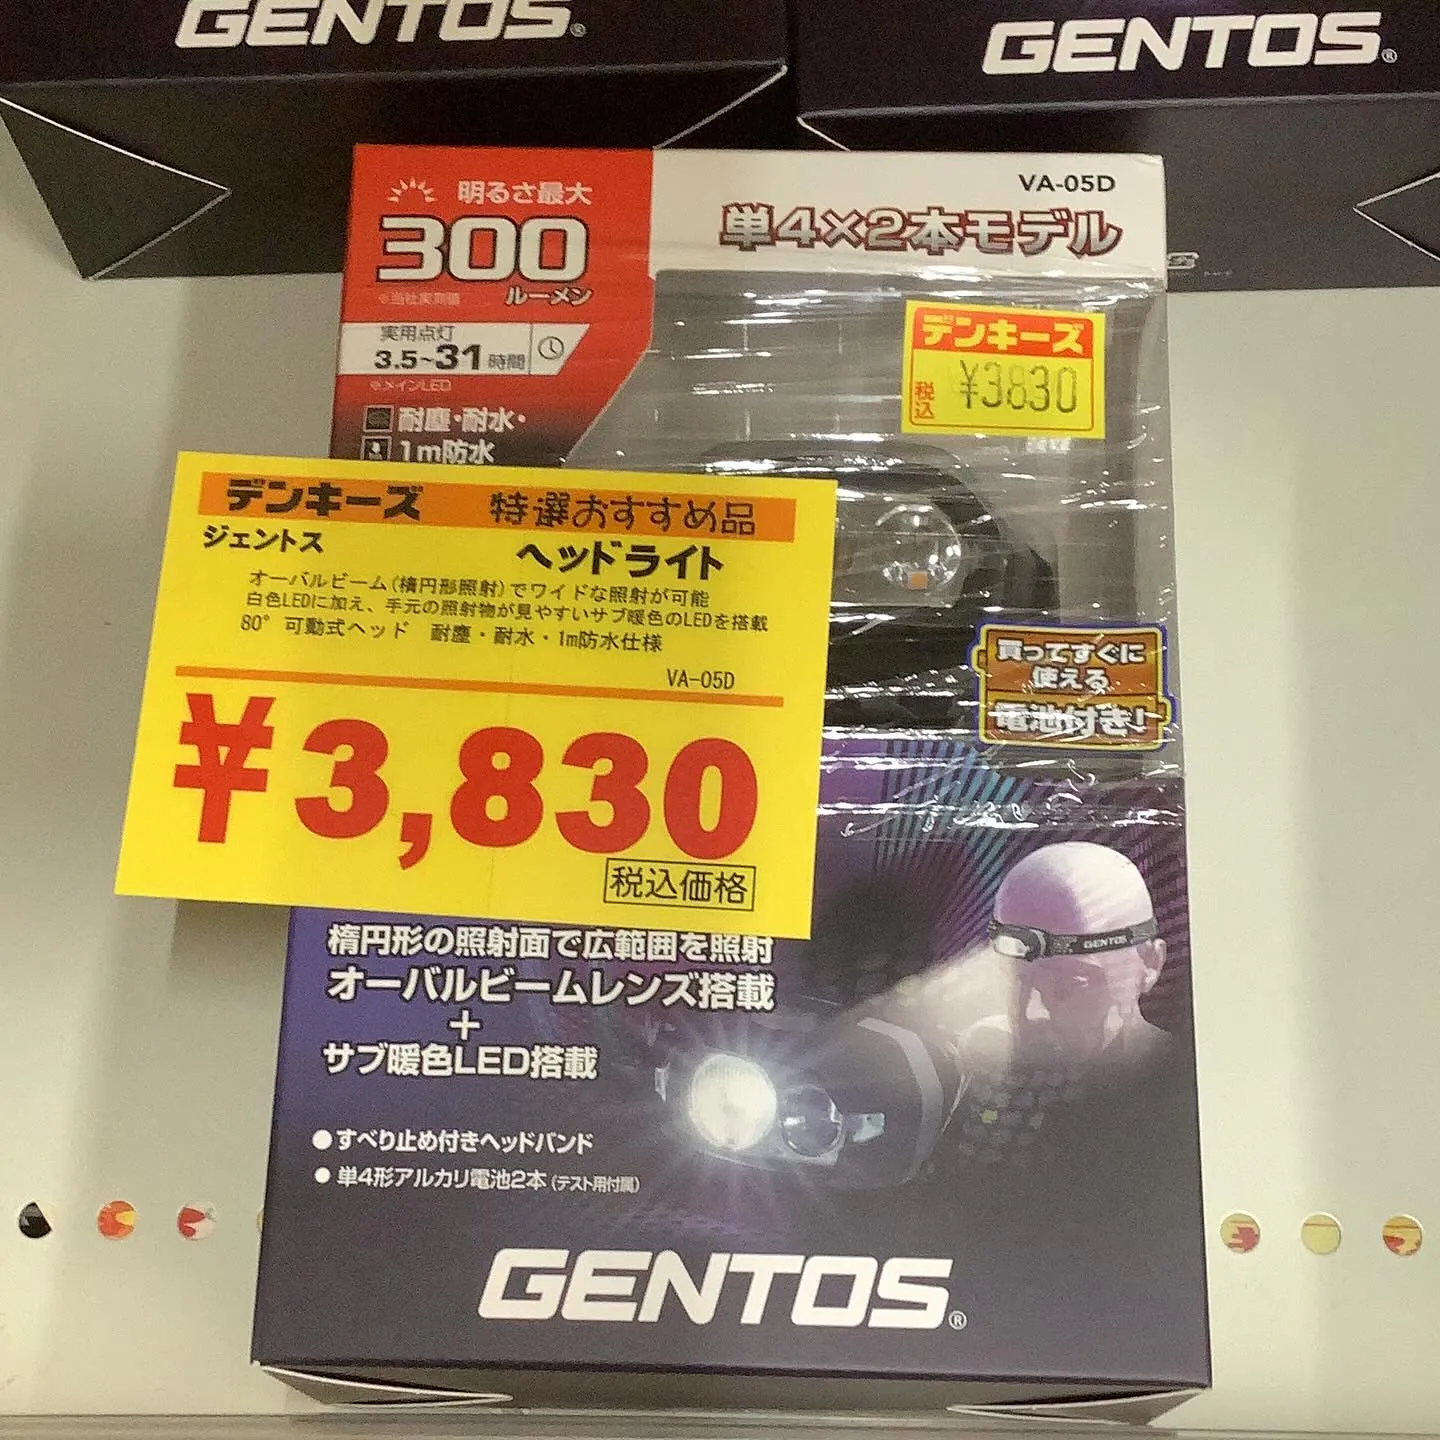 GENTOS®
GENTOS®
VA-05D
明るさ最大
単4×2本モデル
300
ルーメン
※当社実測値
実用点灯
3.5~31時間
※メインLED
耐塵・耐水・
1m防水
デンキーズ
税込 ¥3830
デンキーズ 特選おすすめ品
ジェントス
ヘッドライト
オーバルビーム(楕円形照射)でワイドな照射が可能
白色LEDに加え、手元の照射物が見やすいサブ暖色のLEDを搭載
80°可動式ヘッド 耐塵・耐水・1m防水仕様
VA-05D
¥3,830
税込価格
買ってすぐに
使える
電池付き!
GENTOS
楕円形の照射面で広範囲を照射
オーバルビームレンズ搭載
+
サブ暖色LED搭載
●すべり止め付きヘッドバンド
●単4形アルカリ電池2本(テスト用付属)
GENTOS®